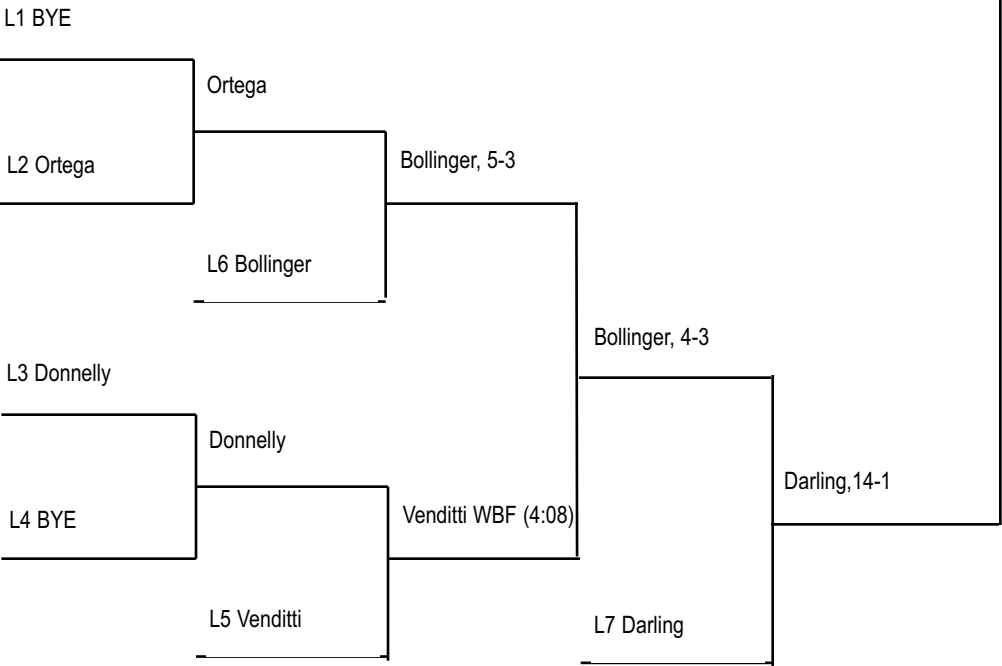 L1 BYE
Ortega
L2 Ortega
Bollinger, 5-3
L6 Bollinger
Bollinger, 4-3
L3 Donnelly
Donnelly
Darling,14-1
L4 BYE
Venditti WBF (4:08)
L5 Venditti
L7 Darling